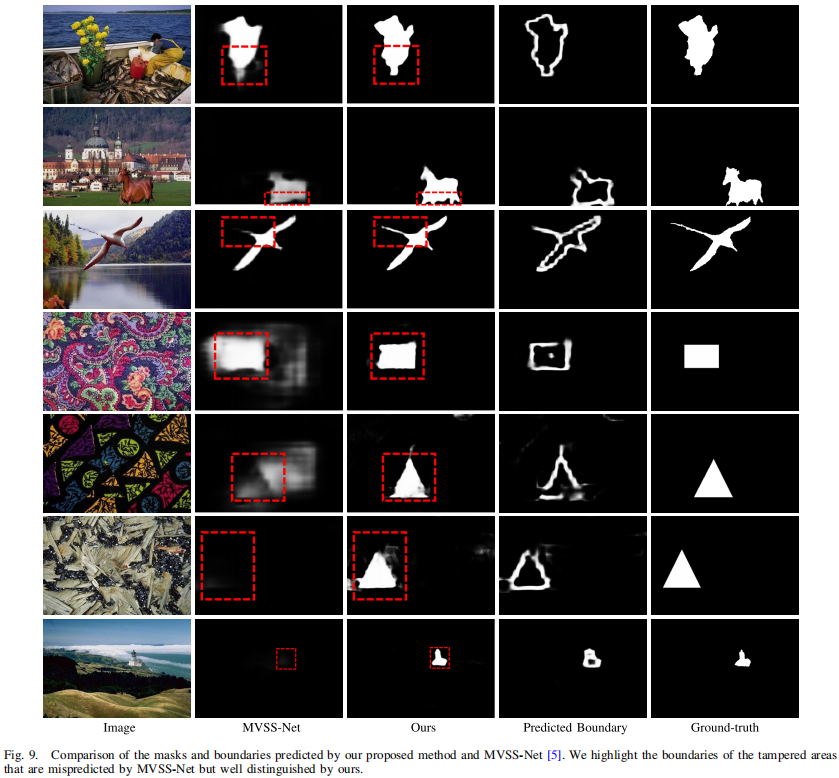 Image MVSS-Net Ours Predicted Boundary Ground-truth
Fig. 9. Comparison of the masks and boundaries predicted by our proposed method and MVSS-Net [5]. We highlight the boundaries of the tampered areas
that are mispredicted by MVSS-Net but well distinguished by ours.